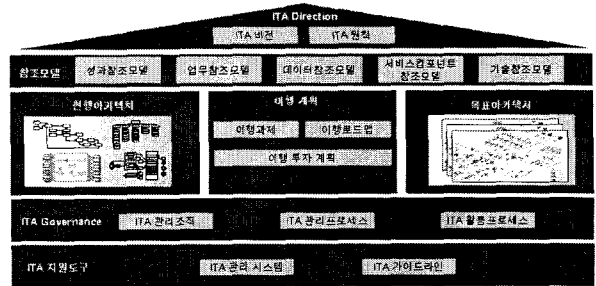 ITA Direction
ITA 비전 ITA 원칙
참조모델 성과참조모델 업무참조모델 데이터참조모델 서비스컴포넌트 참조모델 기술참조모델
현행아키텍처 이행 계획 목표아키텍처
이행과제 이행로드맵
이행 투자 계획
ITA Governance ITA 관리조직 ITA 관리프로세스 ITA 활용프로세스
ITA 지원도구 ITA 관리 시스템 ITA 가이드라인